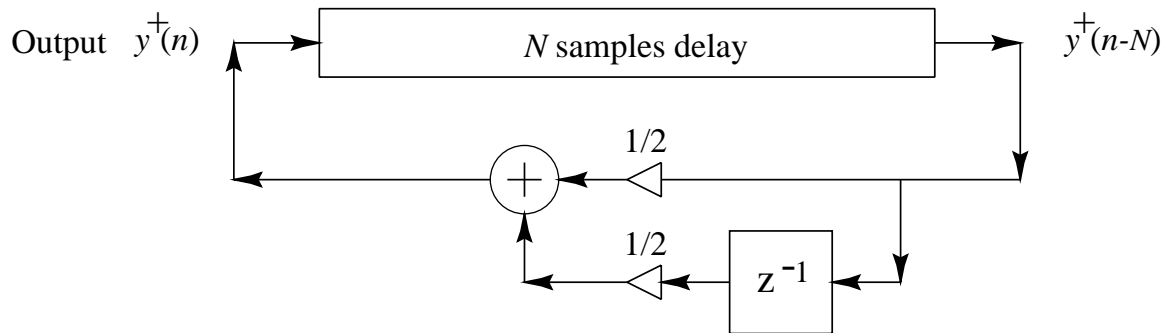 Output y⁺(n)
N samples delay
y⁺(n-N)
1/2
+
1/2
z⁻¹